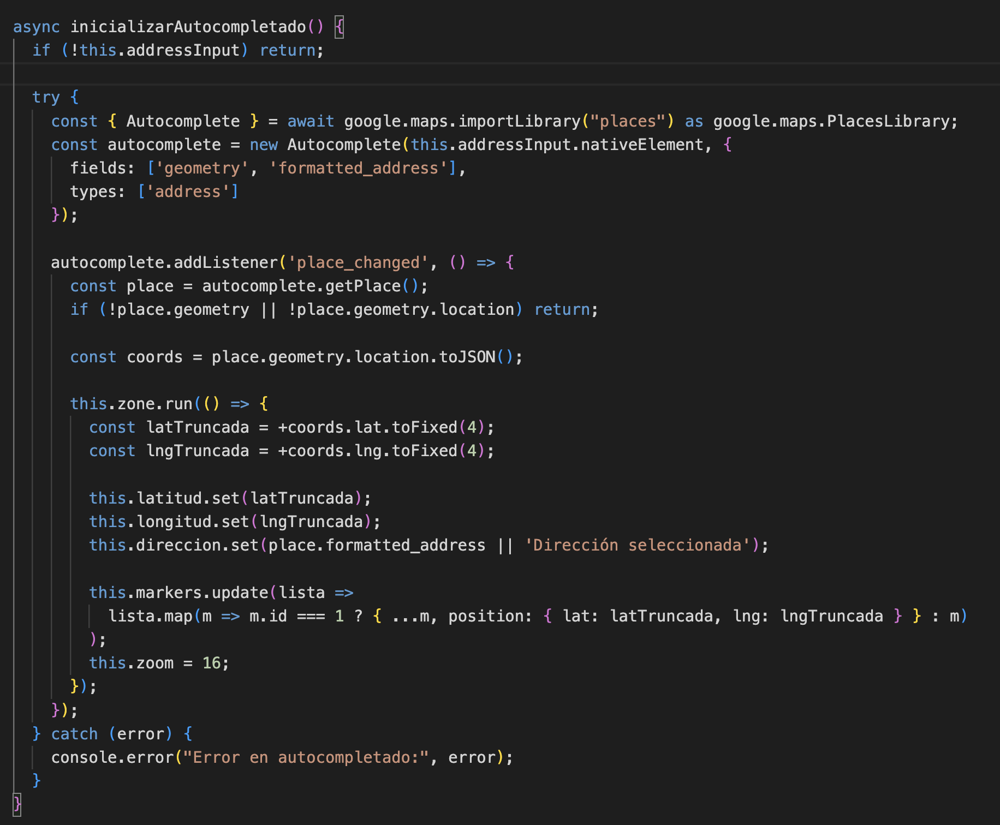 async inicializarAutocompletado() {
if (!this.addressInput) return;
try {
const { Autocomplete } = await google.maps.importLibrary("places") as google.maps.PlacesLibrary;
const autocomplete = new Autocomplete(this.addressInput.nativeElement, {
fields: ['geometry', 'formatted_address'],
types: ['address']
});
autocomplete.addListener('place_changed', () => {
const place = autocomplete.getPlace();
if (!place.geometry || !place.geometry.location) return;
const coords = place.geometry.location.toJSON();
this.zone.run(() => {
const latTruncada = +coords.lat.toFixed(4);
const lngTruncada = +coords.lng.toFixed(4);
this.latitud.set(latTruncada);
this.longitud.set(lngTruncada);
this.direccion.set(place.formatted_address || 'Dirección seleccionada');
this.markers.update(lista =>
lista.map(m => m.id === 1 ? { ...m, position: { lat: latTruncada, lng: lngTruncada } } : m)
);
this.zoom = 16;
});
});
} catch (error) {
console.error("Error en autocompletado:", error);
}
}